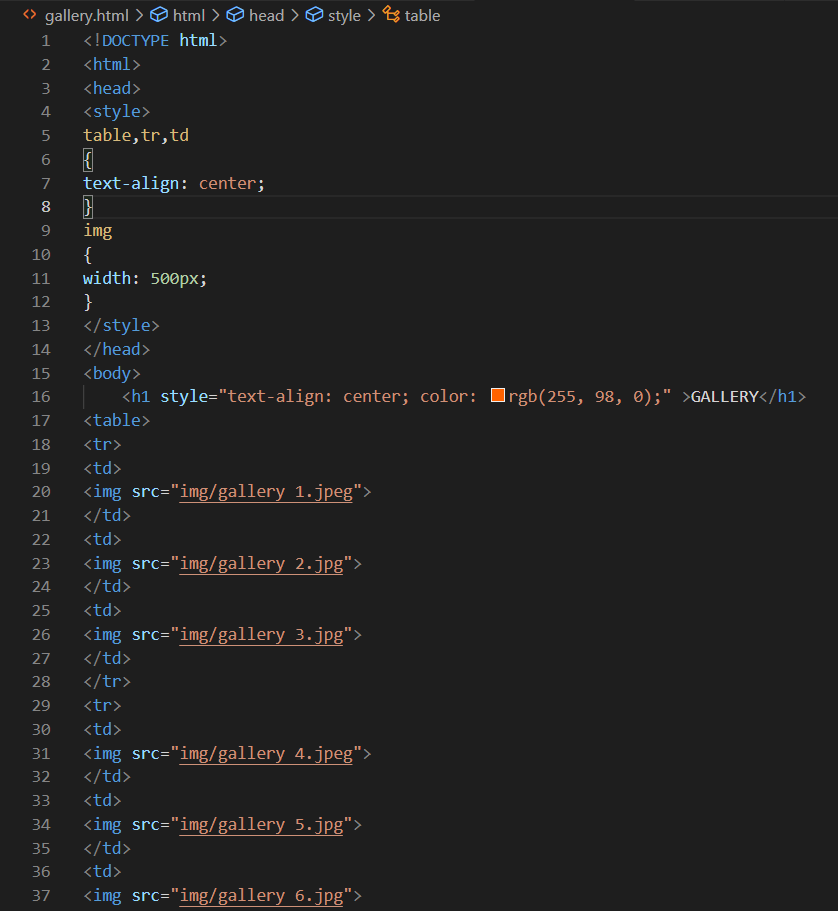 gallery.html > html > head > style > table
1 <!DOCTYPE html>
2 <html>
3 <head>
4 <style>
5 table,tr,td
6 {
7 text-align: center;
8 }
9 img
10 {
11 width: 500px;
12 }
13 </style>
14 </head>
15 <body>
16 <h1 style="text-align: center; color: rgb(255, 98, 0);" >GALLERY</h1>
17 <table>
18 <tr>
19 <td>
20 <img src="img/gallery 1.jpeg">
21 </td>
22 <td>
23 <img src="img/gallery 2.jpg">
24 </td>
25 <td>
26 <img src="img/gallery 3.jpg">
27 </td>
28 </tr>
29 <tr>
30 <td>
31 <img src="img/gallery 4.jpeg">
32 </td>
33 <td>
34 <img src="img/gallery 5.jpg">
35 </td>
36 <td>
37 <img src="img/gallery 6.jpg">